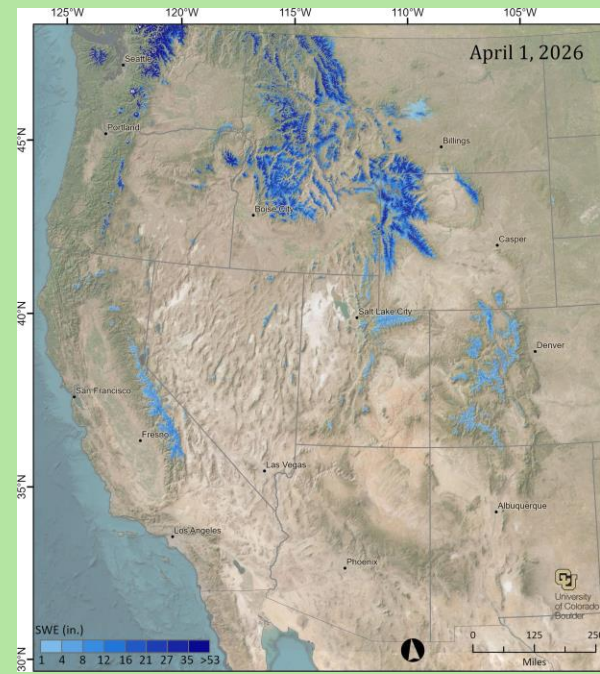 125°W 120°W 115°W 110°W 105°W
April 1, 2026
Seattle
Portland
45°N
Billings
Boise City
Casper
40°N
Salt Lake City
Denver
San Francisco
Fresno
Las Vegas
35°N
Albuquerque
Los Angeles
Phoenix
CU
University
of Colorado
Boulder
SWE (in.)
1 4 8 12 16 21 27 35 >53
0 125 250
Miles
30°N